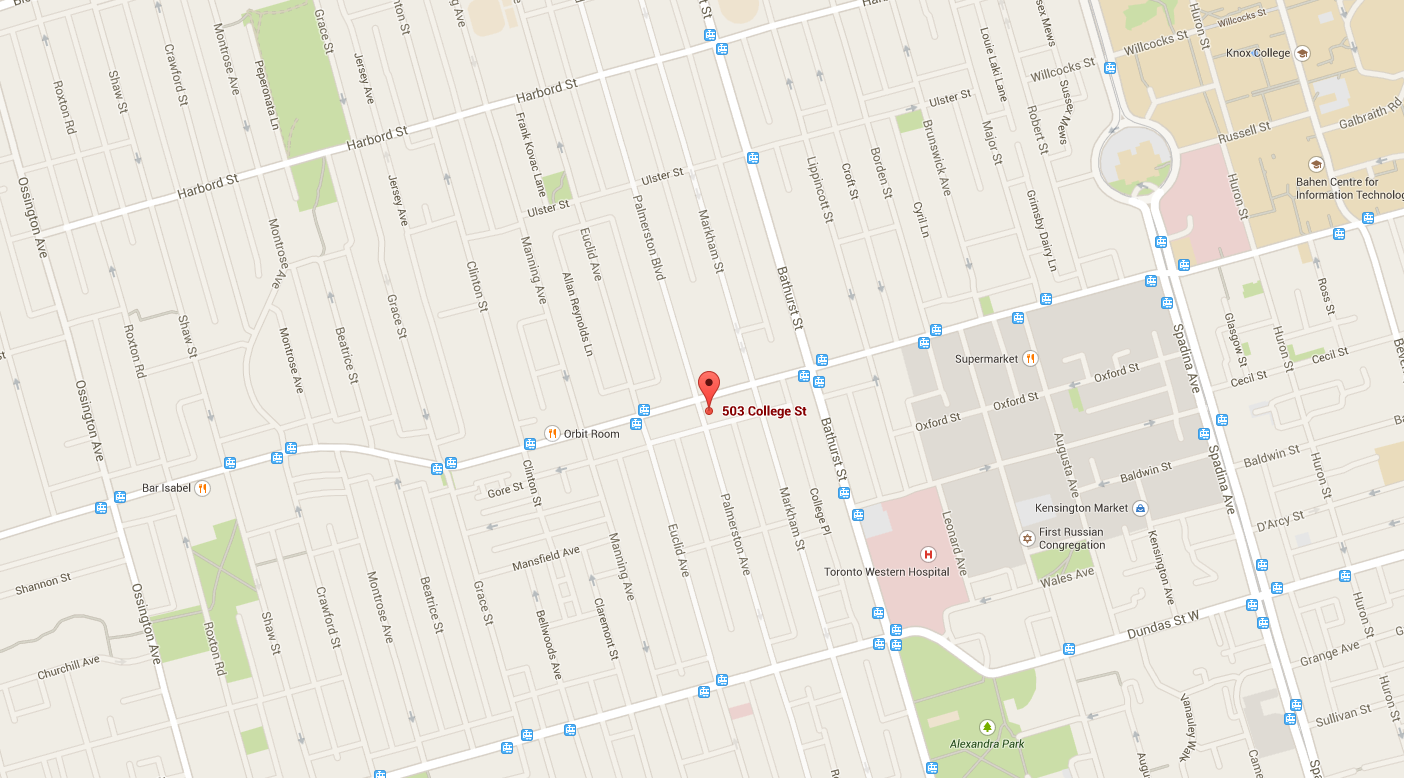 Grace St
Montrose Ave
Crawford St
Shaw St
Roxton Rd
Peperonata Ln
Jersey Ave
Harbord St
Harbord St
Harbord St
Willcocks St
Huron St
Willcocks St
Knox College
Louie Laki Lane
Willcocks St
Sussex Mews
Galbraith Rd
Russell St
Ulster St
Major St
Robert St
Brunswick Ave
Borden St
Croft St
Lippincott St
Cyril Ln
Grimsby Dairy Ln
Huron St
Bahen Centre for
Frank Kovac Lane
Ulster St
Ulster St
Ossington Ave
Jersey Ave
Montrose Ave
Palmerston Blvd
Markham St
Manning Ave
Euclid Ave
Clinton St
Allan Reynolds Ln
Bathurst St
Grace St
Shaw St
Roxton Rd
Montrose Ave
Beatrice St
Supermarket
Spadina Ave
Glasgow St
Huron St
Ross St
Cecil St
Cecil St
Oxford St
Oxford St
Oxford St
503 College St
Ossington Ave
Orbit Room
Bar Isabel
Bathurst St
Augusta Ave
Baldwin St
Baldwin St
Spadina Ave
Huron St
Gore St
Clinton St
Palmerston Ave
Markham St
College Pl
Kensington Market
First Russian
Congregation
D'Arcy St
Leonard Ave
Toronto Western Hospital
Kensington Ave
Wales Ave
Mansfield Ave
Manning Ave
Euclid Ave
Shannon St
Ossington Ave
Roxton Rd
Shaw St
Crawford St
Montrose Ave
Beatrice St
Grace St
Bellwoods Ave
Claremont St
Dundas St W
Huron St
Grange Ave
Churchill Ave
Vanauley Walk
Huron St
Sullivan St
Alexandra Park